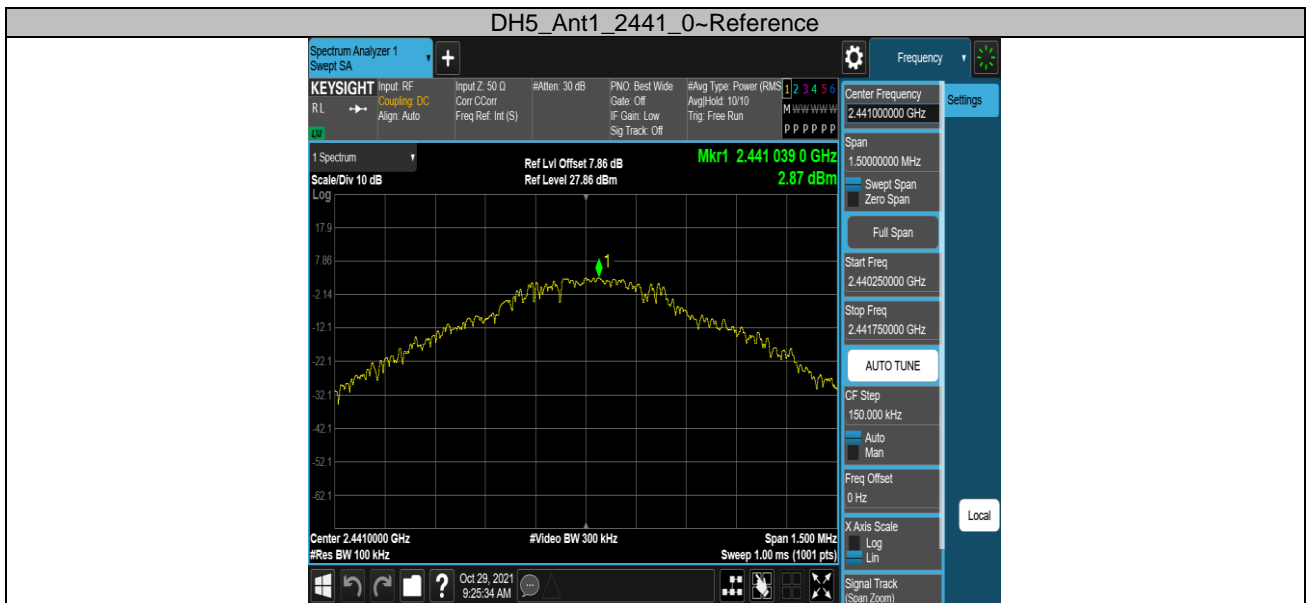 DH5_Ant1_2441_0~Reference
Spectrum Analyzer 1
Swept SA
+
Frequency
KEYSIGHT
RL
LXI
Input: RF
Coupling: DC
Align: Auto
Input Z: 50 Ω
Corr CCorr
Freq Ref: Int (S)
#Atten: 30 dB
PNO: Best Wide
Gate: Off
IF Gain: Low
Sig Track: Off
#Avg Type: Power (RMS
Avg|Hold: 10/10
Trig: Free Run
1 2 3 4 5 6
M W W W W W
P P P P P P
1 Spectrum
Scale/Div 10 dB
Log
Ref Lvl Offset 7.86 dB
Ref Level 27.86 dBm
Mkr1 2.441 039 0 GHz
2.87 dBm
17.9
7.86
-2.14
-12.1
-22.1
-32.1
-42.1
-52.1
-62.1
1
Center 2.4410000 GHz
#Res BW 100 kHz
#Video BW 300 kHz
Span 1.500 MHz
Sweep 1.00 ms (1001 pts)
?
Oct 29, 2021
9:25:34 AM
Center Frequency
2.441000000 GHz
Settings
Span
1.50000000 MHz
Swept Span
Zero Span
Full Span
Start Freq
2.440250000 GHz
Stop Freq
2.441750000 GHz
AUTO TUNE
CF Step
150.000 kHz
Auto
Man
Freq Offset
0 Hz
X Axis Scale
Log
Lin
Local
Signal Track
(Span Zoom)